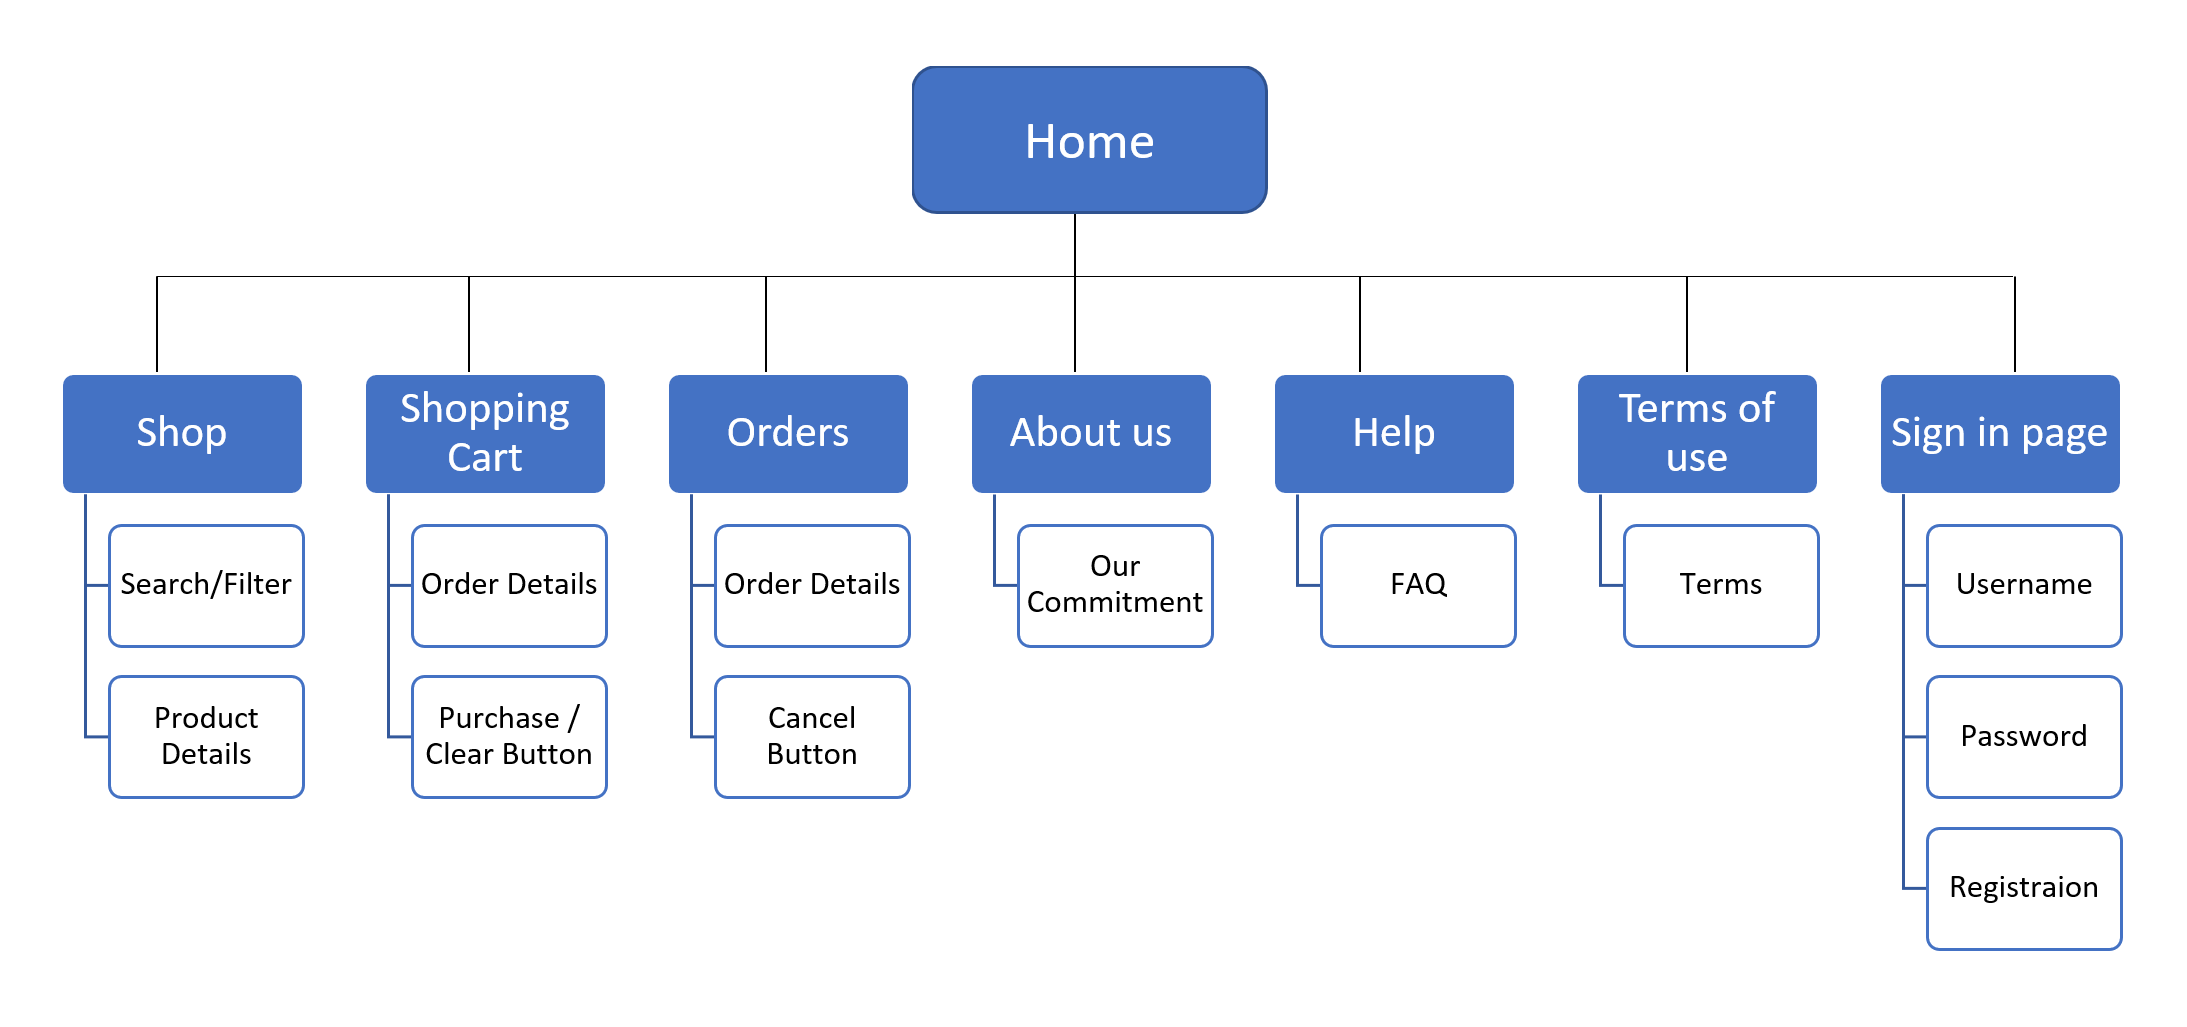 Home
Shop
Shopping
Cart
Orders
About us
Help
Terms of
use
Sign in page
Search/Filter
Order Details
Order Details
Our
Commitment
FAQ
Terms
Username
Product
Details
Purchase /
Clear Button
Cancel
Button
Password
Registraion